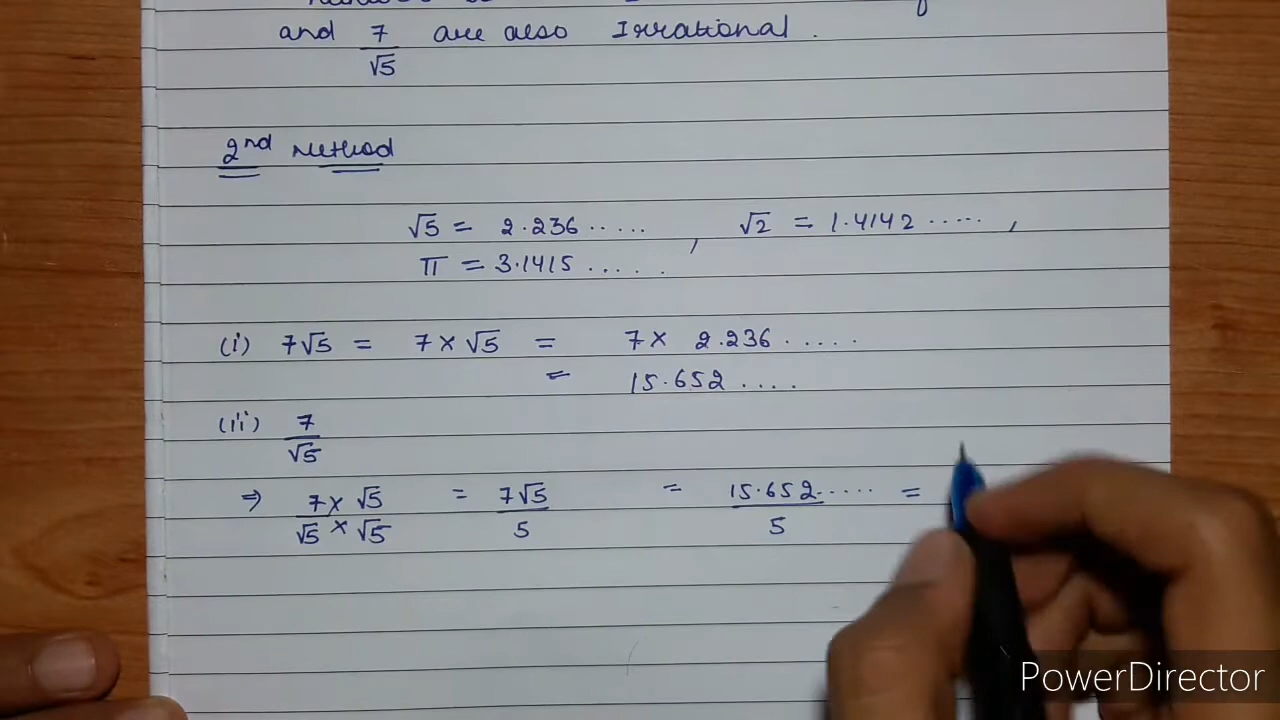 and 7/√5 are also Irrational .
2nd Method
√5 = 2.236 ..... , √2 = 1.4142 ..... ,
π = 3.1415 .....
(i) 7√5 = 7 × √5 = 7 × 2.236 .....
= 15.652 ....
(ii) 7/√5
⇒ 7 × √5 / √5 × √5 = 7√5/5 = 15.652...../5 =
PowerDirector